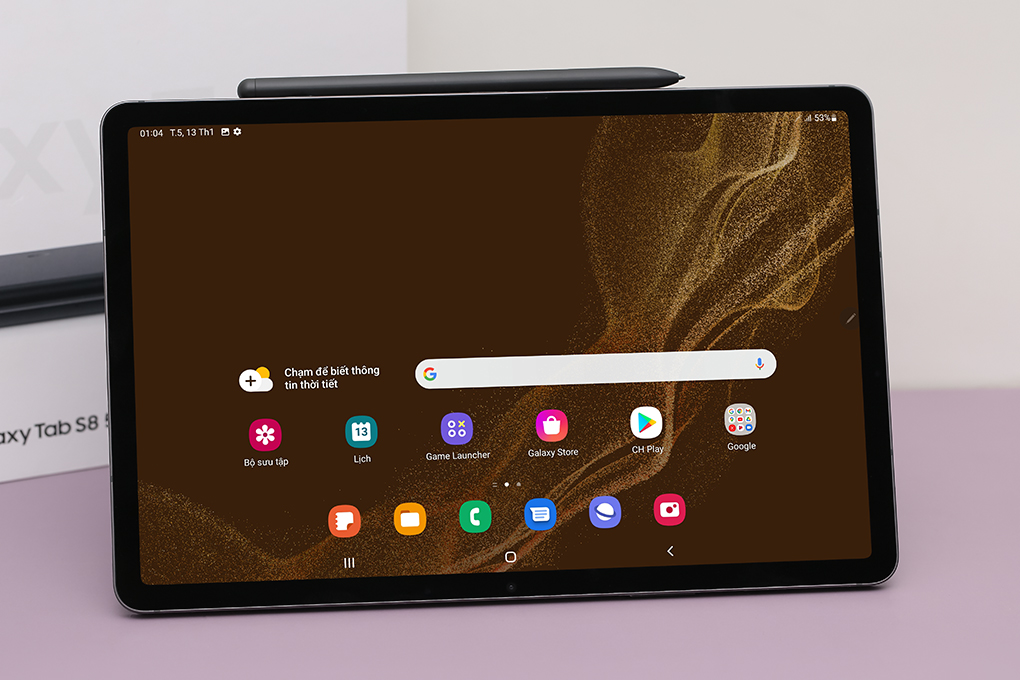 xy
01:04 T.5, 13 Th1
53%
Chạm để biết thông
tin thời tiết
G
13
Bộ sưu tập
Lịch
Game Launcher
Galaxy Store
CH Play
Google
axy Tab S8